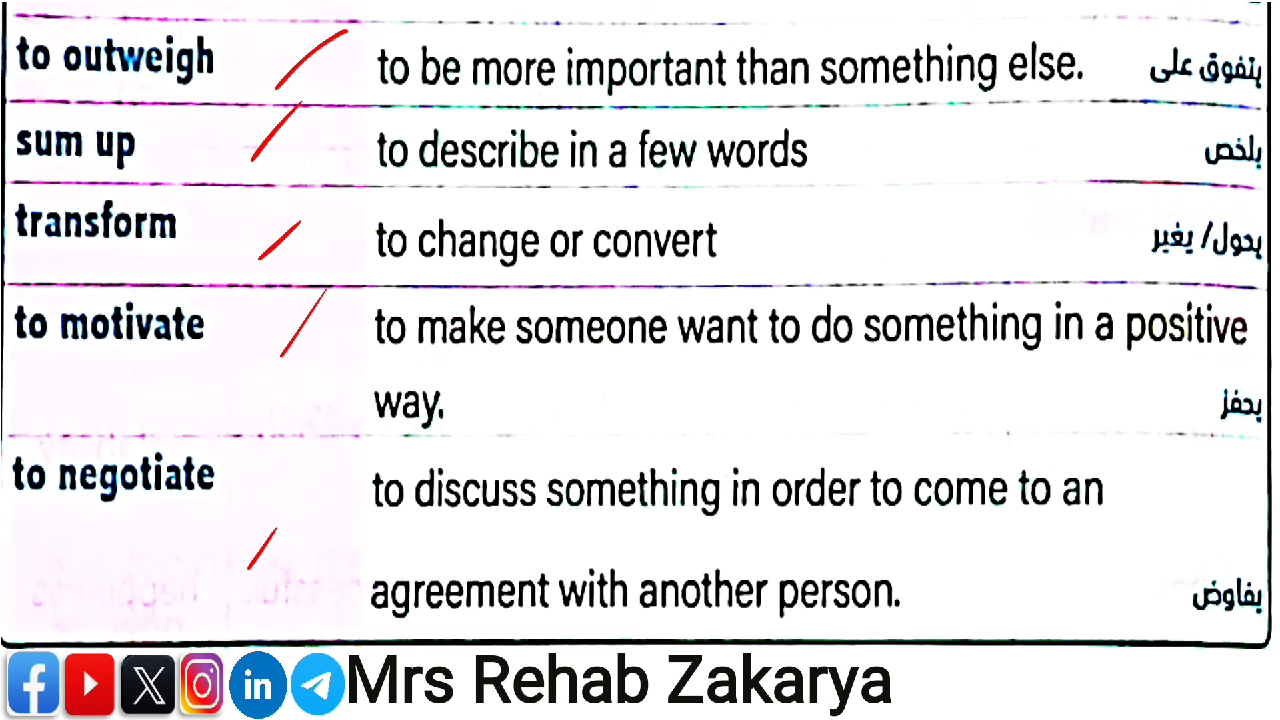 to outweigh to be more important than something else. يتفوق على
sum up to describe in a few words يلخص
transform to change or convert يحول/ يغير
to motivate to make someone want to do something in a positive
way. يحفز
to negotiate to discuss something in order to come to an
agreement with another person. يفاوض
Mrs Rehab Zakarya